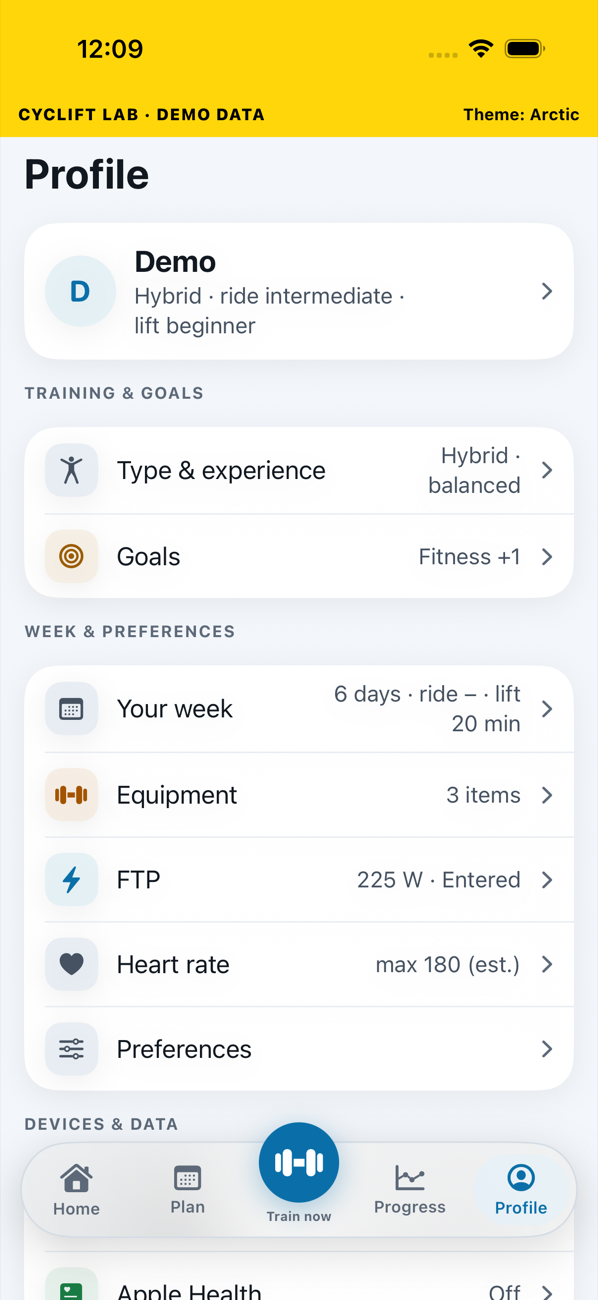 12:09
CYCLIFT LAB · DEMO DATA
Theme: Arctic
Profile
D
Demo
Hybrid · ride intermediate ·
lift beginner
TRAINING & GOALS
Type & experience
Hybrid ·
balanced
Goals
Fitness +1
WEEK & PREFERENCES
Your week
6 days · ride – · lift
20 min
Equipment
3 items
FTP
225 W · Entered
Heart rate
max 180 (est.)
Preferences
DEVICES & DATA
Home
Plan
Train now
Progress
Profile
Apple Health
Off